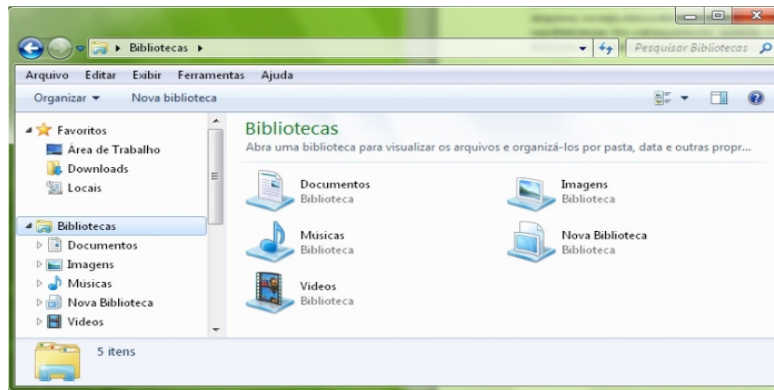 Bibliotecas
Pesquisar Bibliotecas
Arquivo Editar Exibir Ferramentas Ajuda
Organizar Nova biblioteca
Favoritos
Área de Trabalho
Downloads
Locais
Bibliotecas
Documentos
Imagens
Músicas
Nova Biblioteca
Vídeos
Bibliotecas
Abra uma biblioteca para visualizar os arquivos e organizá-los por pasta, data e outras propr...
Documentos
Biblioteca
Imagens
Biblioteca
Músicas
Biblioteca
Nova Biblioteca
Biblioteca
Vídeos
Biblioteca
5 itens